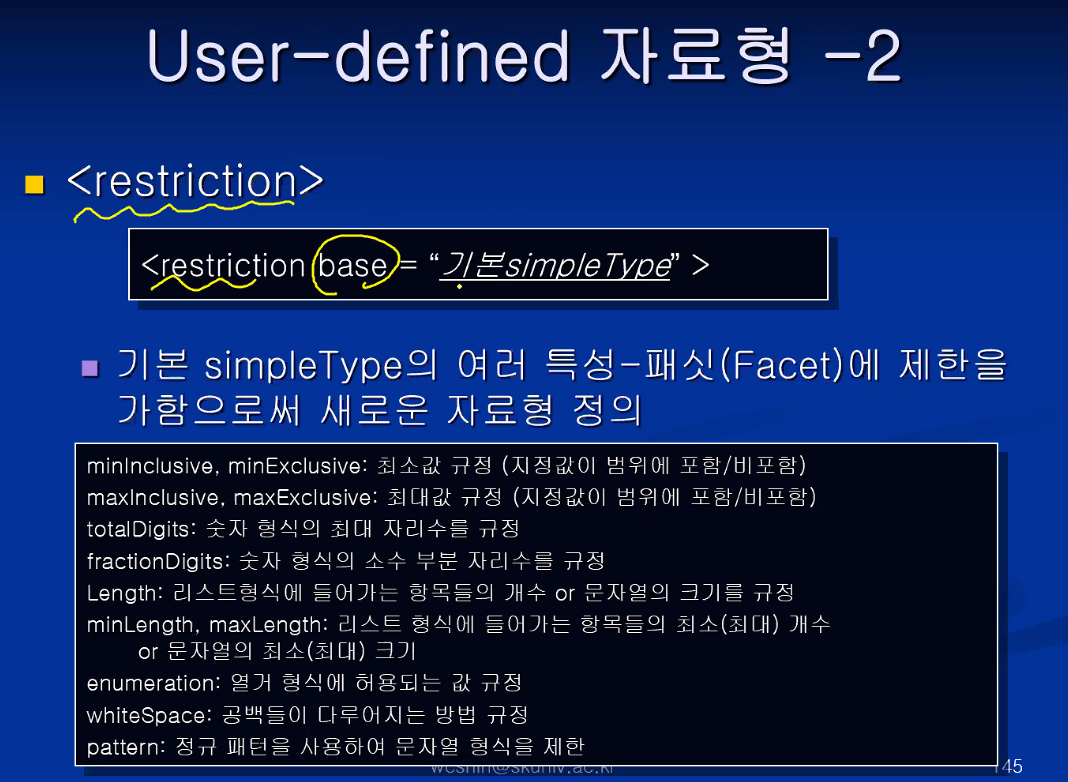 User-defined 자료형 -2
<restriction>
<restriction base = “기본simpleType” >
기본 simpleType의 여러 특성-패싯(Facet)에 제한을
가함으로써 새로운 자료형 정의
minInclusive, minExclusive: 최소값 규정 (지정값이 범위에 포함/비포함)
maxInclusive, maxExclusive: 최대값 규정 (지정값이 범위에 포함/비포함)
totalDigits: 숫자 형식의 최대 자리수를 규정
fractionDigits: 숫자 형식의 소수 부분 자리수를 규정
Length: 리스트형식에 들어가는 항목들의 개수 or 문자열의 크기를 규정
minLength, maxLength: 리스트 형식에 들어가는 항목들의 최소(최대) 개수
or 문자열의 최소(최대) 크기
enumeration: 열거 형식에 허용되는 값 규정
whiteSpace: 공백들이 다루어지는 방법 규정
pattern: 정규 패턴을 사용하여 문자열 형식을 제한
145